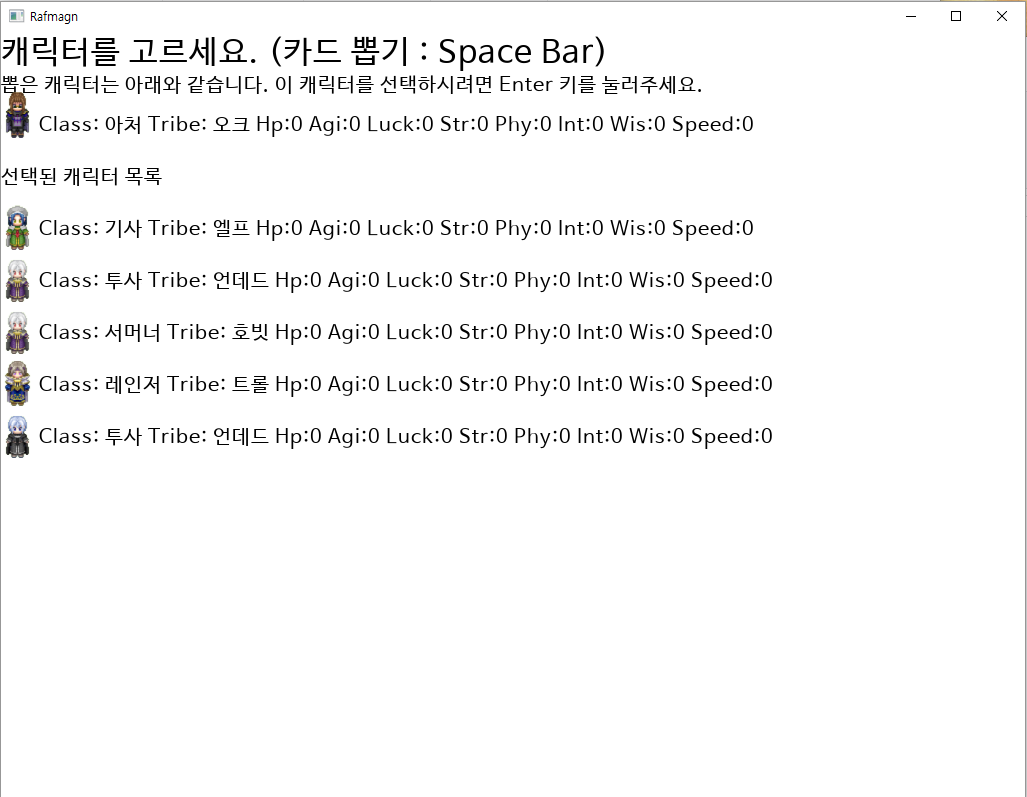 Rafmagn
캐릭터를 고르세요. (카드 뽑기 : Space Bar)
뽑은 캐릭터는 아래와 같습니다. 이 캐릭터를 선택하시려면 Enter 키를 눌러주세요.
Class: 아처 Tribe: 오크 Hp:0 Agi:0 Luck:0 Str:0 Phy:0 Int:0 Wis:0 Speed:0
선택된 캐릭터 목록
Class: 기사 Tribe: 엘프 Hp:0 Agi:0 Luck:0 Str:0 Phy:0 Int:0 Wis:0 Speed:0
Class: 투사 Tribe: 언데드 Hp:0 Agi:0 Luck:0 Str:0 Phy:0 Int:0 Wis:0 Speed:0
Class: 서머너 Tribe: 호빗 Hp:0 Agi:0 Luck:0 Str:0 Phy:0 Int:0 Wis:0 Speed:0
Class: 레인저 Tribe: 트롤 Hp:0 Agi:0 Luck:0 Str:0 Phy:0 Int:0 Wis:0 Speed:0
Class: 투사 Tribe: 언데드 Hp:0 Agi:0 Luck:0 Str:0 Phy:0 Int:0 Wis:0 Speed:0